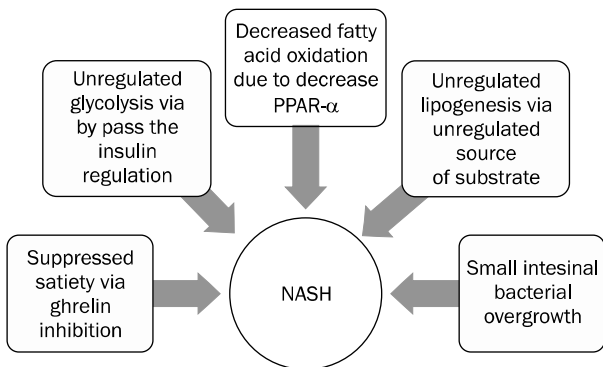 Decreased fatty
acid oxidation
due to decrease
PPAR-α
Unregulated
glycolysis via
by pass the
insulin
regulation
Unregulated
lipogenesis via
unregulated
source
of substrate
Suppressed
satiety via
ghrelin
inhibition
NASH
Small intesinal
bacterial
overgrowth